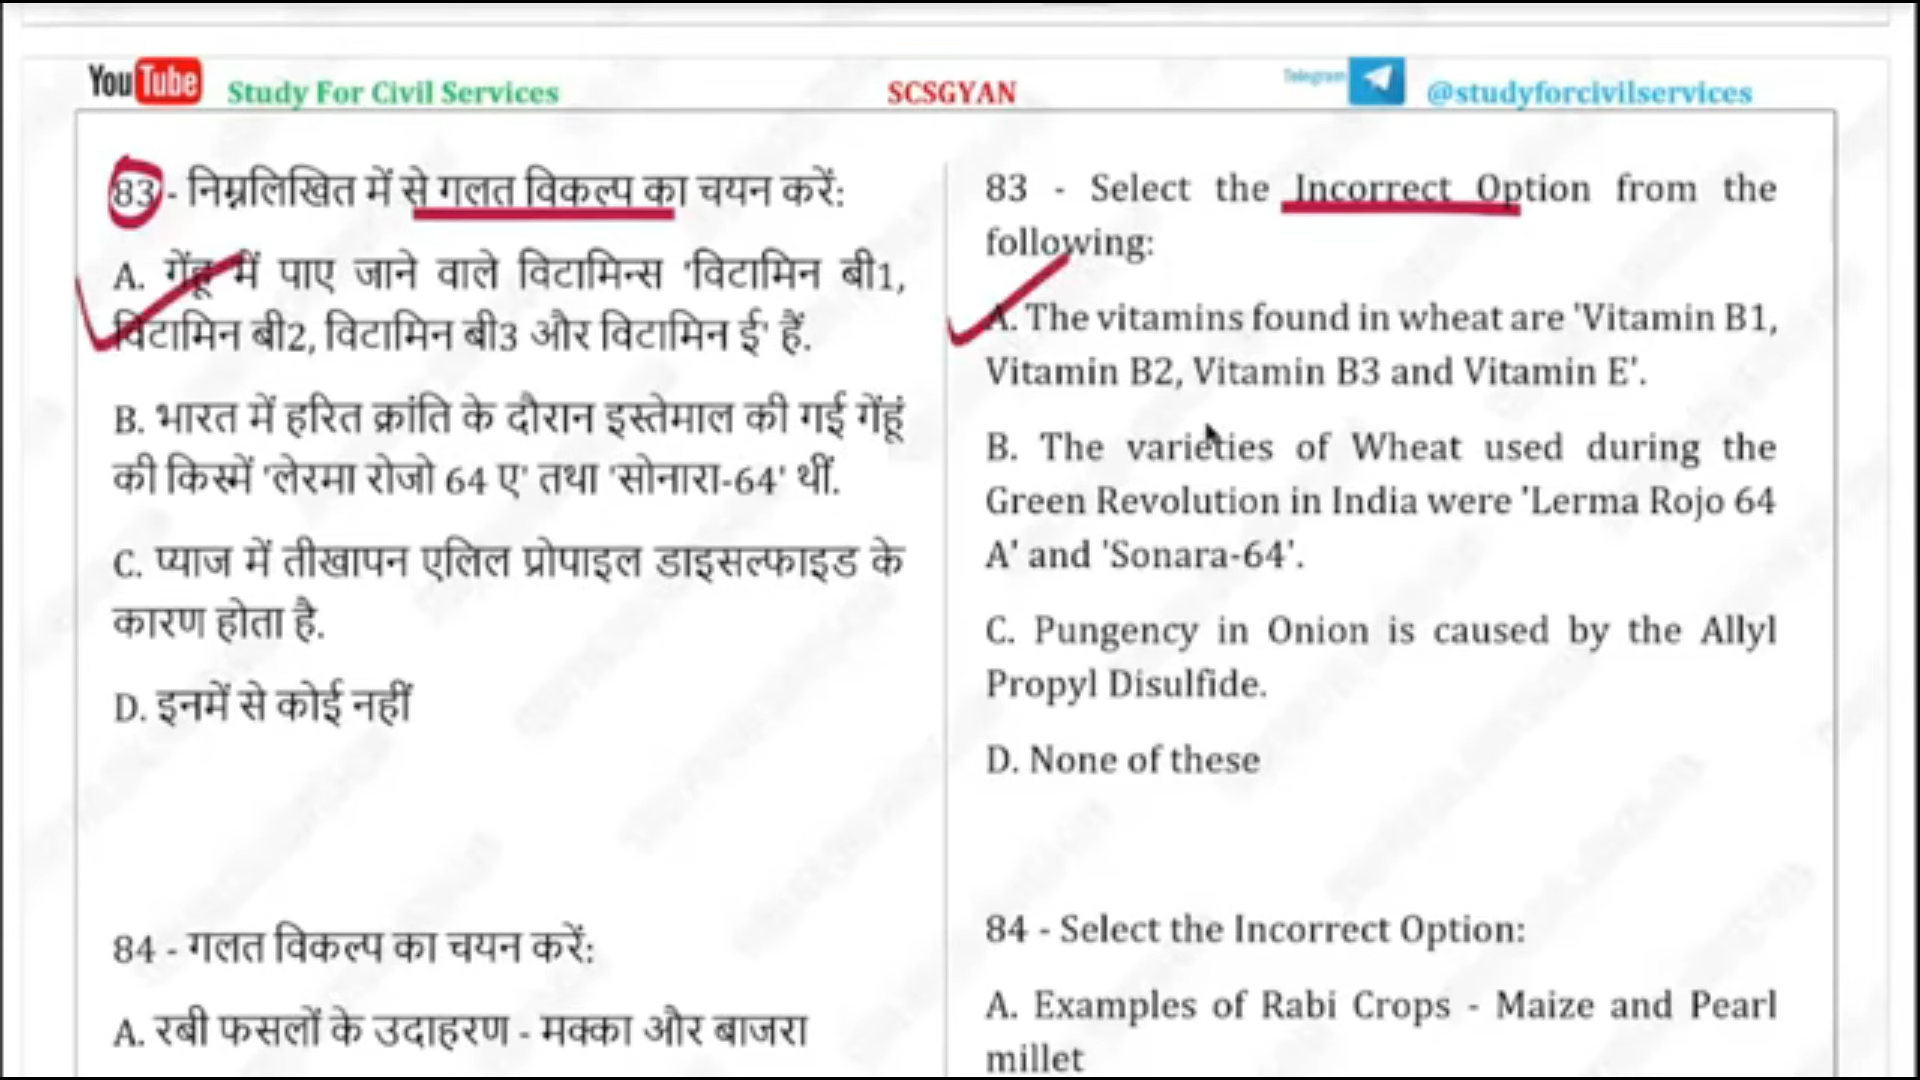 YouTube Study For Civil Services SCSGYAN Telegram @studyforcivilservices
83 - निम्नलिखित में से गलत विकल्प का चयन करें:
A. गेंहू में पाए जाने वाले विटामिन्स 'विटामिन बी1,
विटामिन बी2, विटामिन बी3 और विटामिन ई' हैं.
B. भारत में हरित क्रांति के दौरान इस्तेमाल की गई गेंहूं
की किस्में 'लेरमा रोजो 64 ए' तथा 'सोनारा-64' थीं.
C. प्याज में तीखापन एलिल प्रोपाइल डाइसल्फाइड के
कारण होता है.
D. इनमें से कोई नहीं
84 - गलत विकल्प का चयन करें:
A. रबी फसलों के उदाहरण - मक्का और बाजरा
83 - Select the Incorrect Option from the
following:
A. The vitamins found in wheat are 'Vitamin B1,
Vitamin B2, Vitamin B3 and Vitamin E'.
B. The varieties of Wheat used during the
Green Revolution in India were 'Lerma Rojo 64
A' and 'Sonara-64'.
C. Pungency in Onion is caused by the Allyl
Propyl Disulfide.
D. None of these
84 - Select the Incorrect Option:
A. Examples of Rabi Crops - Maize and Pearl
millet